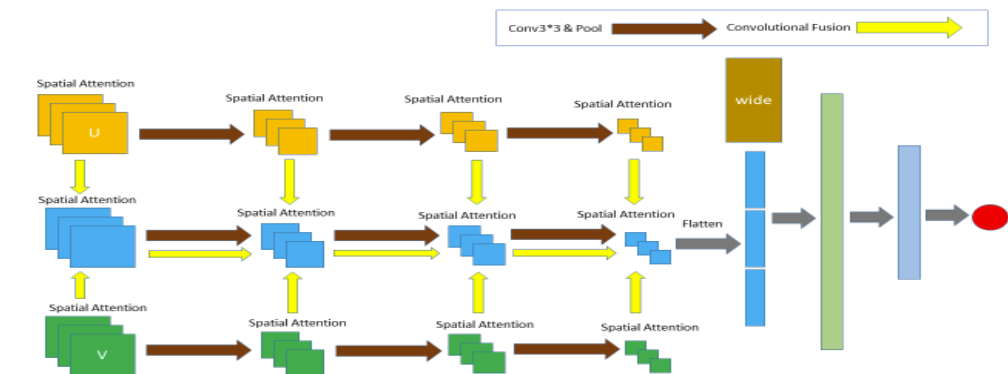 Conv3*3 & Pool
Convolutional Fusion
Spatial Attention
Spatial Attention
Spatial Attention
Spatial Attention
U
wide
Spatial Attention
Spatial Attention
Spatial Attention
Spatial Attention
Flatten
Spatial Attention
Spatial Attention
Spatial Attention
Spatial Attention
V